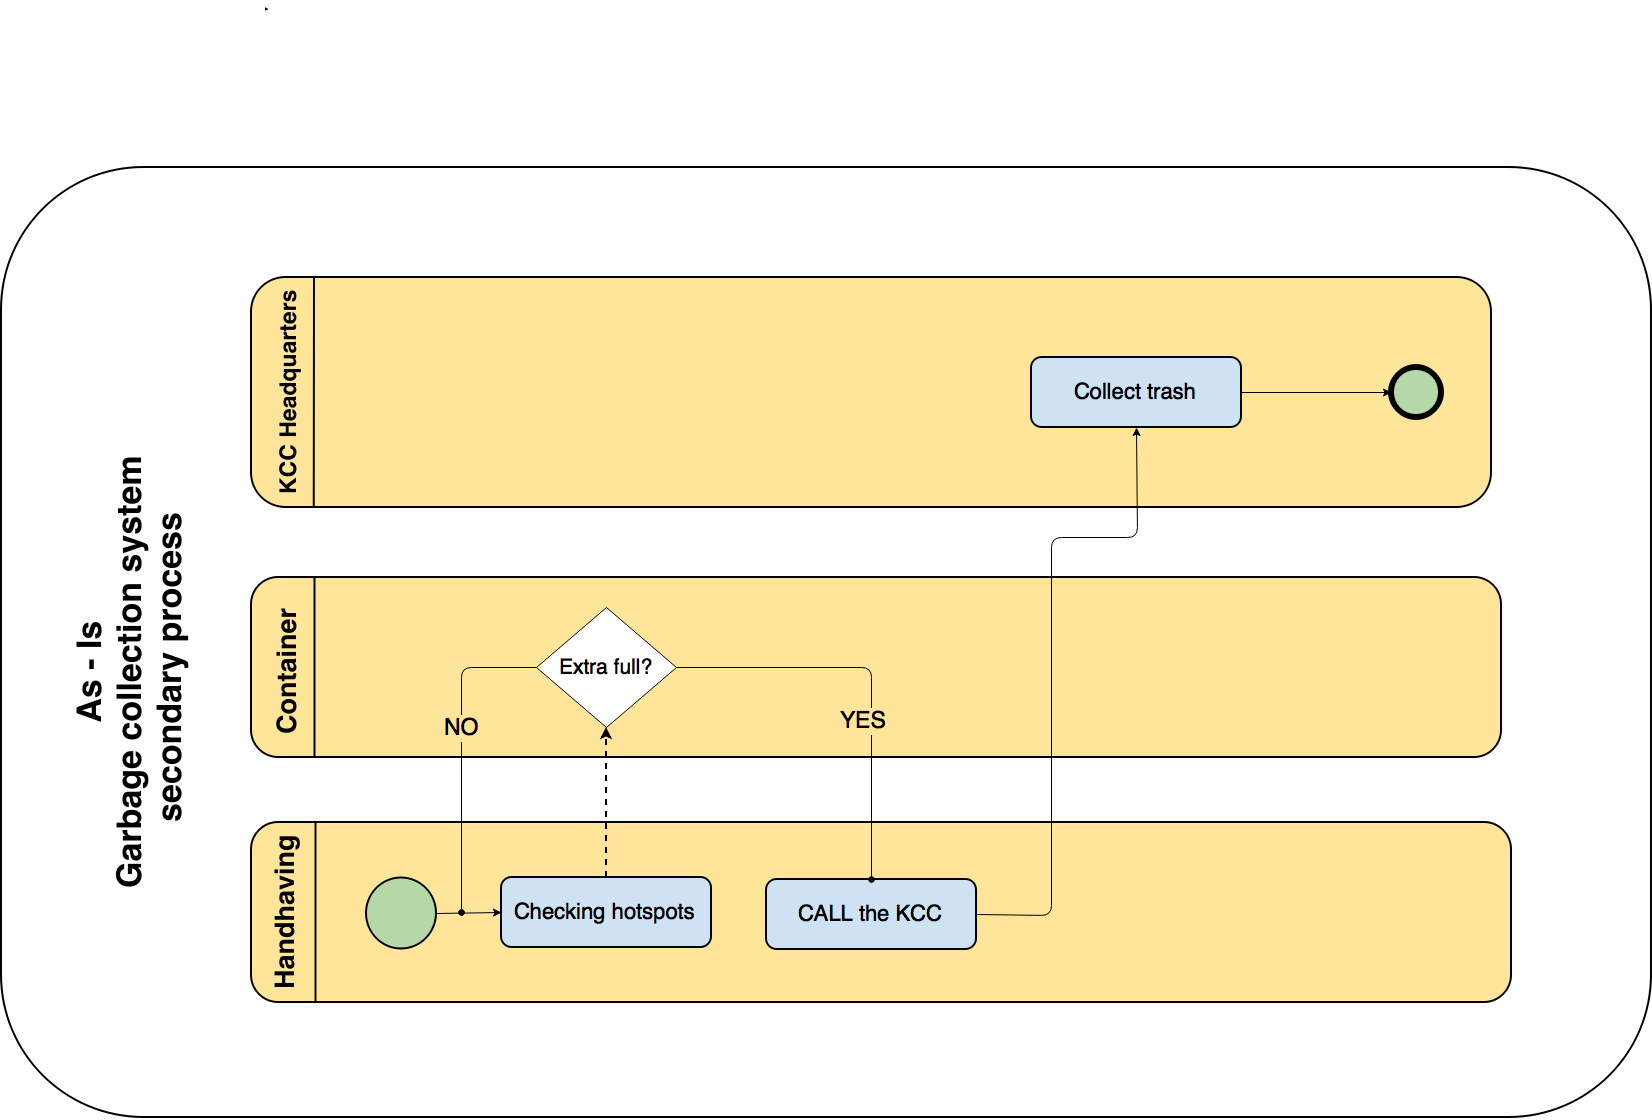 As - Is
Garbage collection system
secondary process
KCC Headquarters
Collect trash
Container
Extra full?
NO
YES
Handhaving
Checking hotspots
CALL the KCC